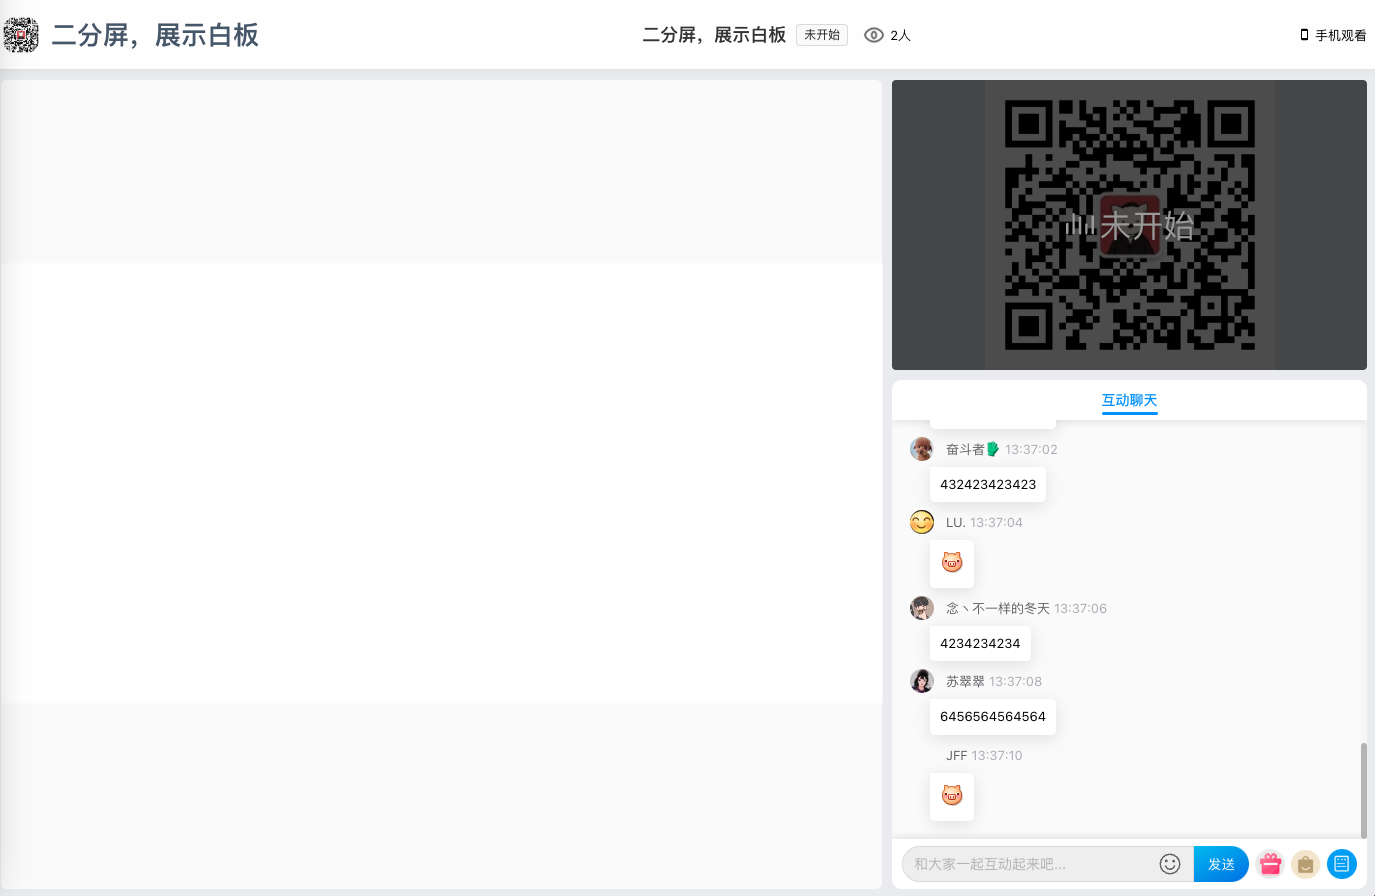 二分屏，展示白板
二分屏，展示白板 未开始 2人
手机观看
未开始
互动聊天
奋斗者 13:37:02
432423423423
LU. 13:37:04
念丶不一样的冬天 13:37:06
4234234234
苏翠翠 13:37:08
6456564564564
JFF 13:37:10
和大家一起互动起来吧...
发送